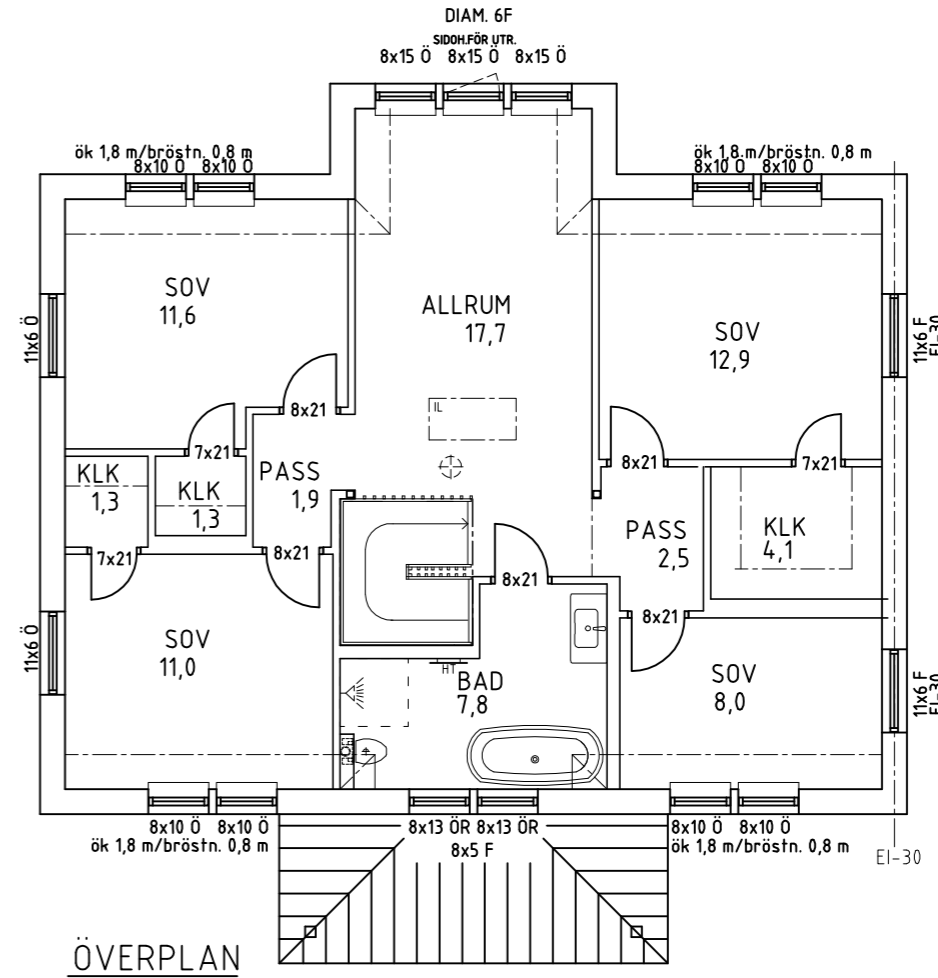 DIAM. 6F
SIDOH.FÖR UTR.
8x15 Ö 8x15 Ö 8x15 Ö
ök 1,8 m/bröstn. 0,8 m
8x10 Ö 8x10 Ö
ök 1,8 m/bröstn. 0,8 m
8x10 Ö 8x10 Ö
11x6 Ö
SOV
11,6
ALLRUM
17,7
SOV
12,9
11x6 F
EI-30
IL
8x21
7x21
8x21
7x21
KLK
1,3
KLK
1,3
PASS
1,9
PASS
2,5
KLK
4,1
7x21
8x21
8x21
8x21
11x6 Ö
SOV
11,0
HT
BAD
7,8
SOV
8,0
11x6 F
EI-30
8x10 Ö 8x10 Ö
ök 1,8 m/bröstn. 0,8 m
8x13 ÖR 8x13 ÖR
8x5 F
8x10 Ö 8x10 Ö
ök 1,8 m/bröstn. 0,8 m
EI-30
ÖVERPLAN